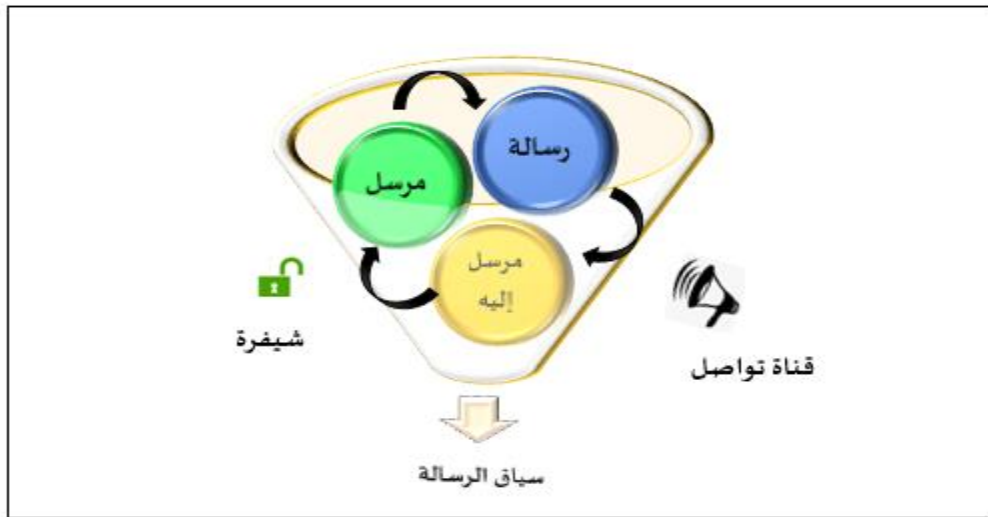 رسالة
مرسل
مرسل
إليه
شيفرة
قناة تواصل
سياق الرسالة